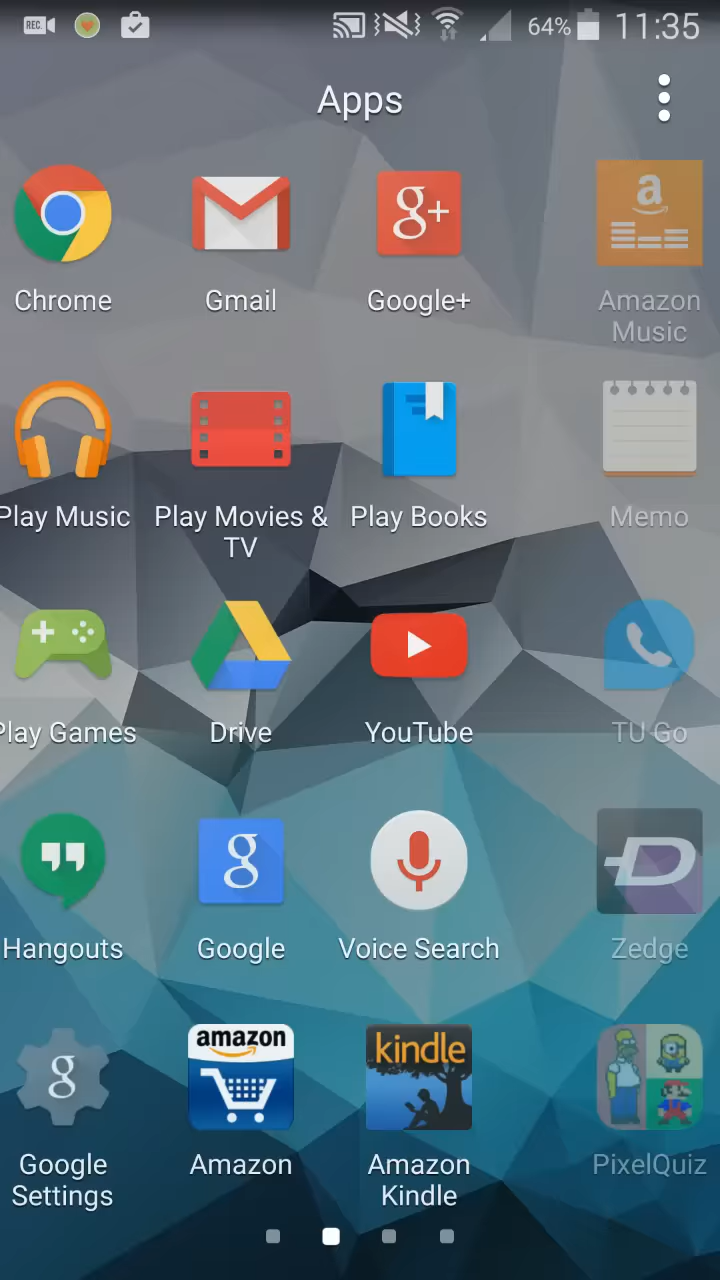 REC.
64% 11:35
Apps
g+
a
Chrome
Gmail
Google+
Amazon
Music
Play Music
Play Movies &
TV
Play Books
Memo
Play Games
Drive
YouTube
TU Go
g
Hangouts
Google
Voice Search
Zedge
g
amazon
kindle
Google
Settings
Amazon
Amazon
Kindle
PixelQuiz